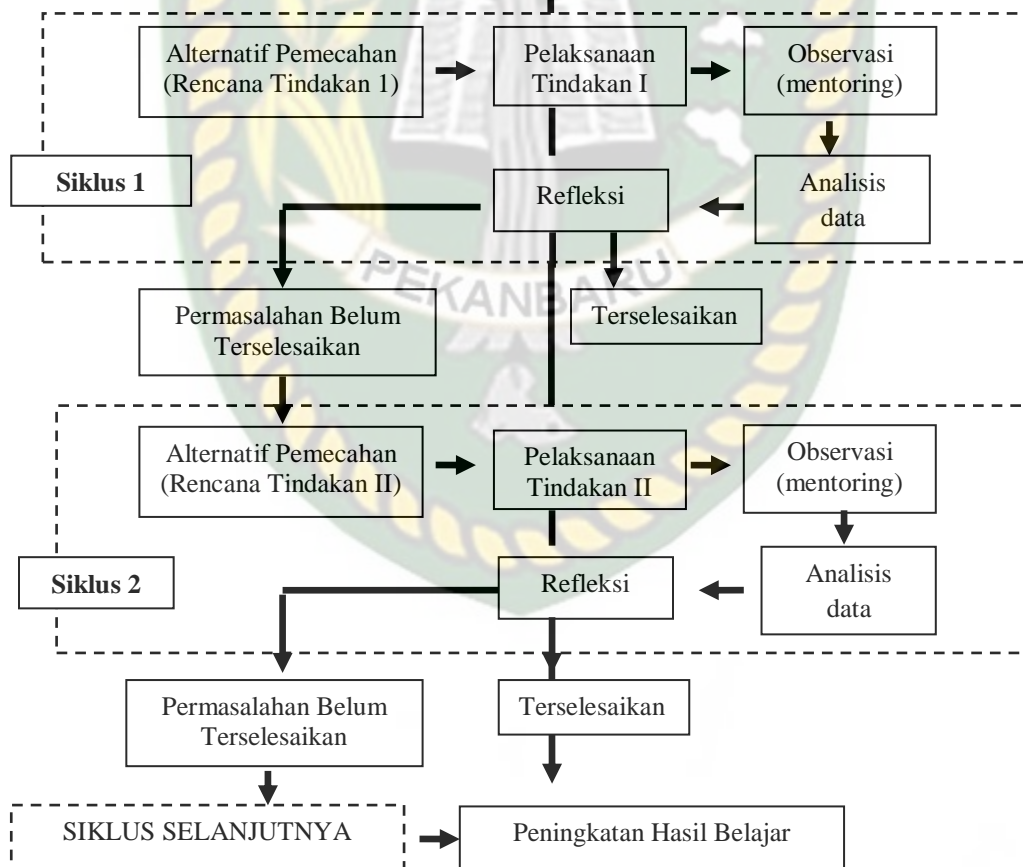 Alternatif Pemecahan
(Rencana Tindakan 1)
Pelaksanaan
Tindakan I
Observasi
(mentoring)
Siklus 1
Refleksi
Analisis
data
PEKANBARU
Permasalahan Belum
Terselesaikan
Terselesaikan
Alternatif Pemecahan
(Rencana Tindakan II)
Pelaksanaan
Tindakan II
Observasi
(mentoring)
Siklus 2
Refleksi
Analisis
data
Permasalahan Belum
Terselesaikan
Terselesaikan
SIKLUS SELANJUTNYA
Peningkatan Hasil Belajar